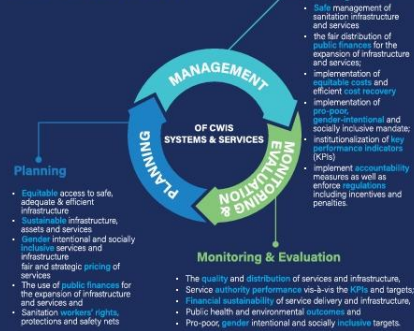 • Safe management of
sanitation infrastructure
and services
• the fair distribution of
public finances for the
expansion of infrastructure
and services;
• implementation of
equitable costs and
efficient cost recovery
• implementation of
pro-poor,
gender-intentional and
socially inclusive mandate;
• institutionalization of key
performance indicators
(KPIs)
• implement accountability
measures as well as
enforce regulations
including incentives and
penalties.
MANAGEMENT
OF CWiS
SYSTEMS & SERVICES
PLANNING
MONITORING &
EVALUATION
Planning
• Equitable access to safe,
adequate & efficient
infrastructure
• Sustainable infrastructure,
assets and services
• Gender intentional and socially
inclusive services and
infrastructure
fair and strategic pricing of
services
• The use of public finances for
the expansion of infrastructure
and services and
• Sanitation workers' rights,
protections and safety nets
Monitoring & Evaluation
• The quality and distribution of services and infrastructure,
• Service authority performance vis-à-vis the KPIs and targets;
• Financial sustainability of service delivery and infrastructure,
• Public health and environmental outcomes and
• Pro-poor, gender intentional and socially inclusive targets.